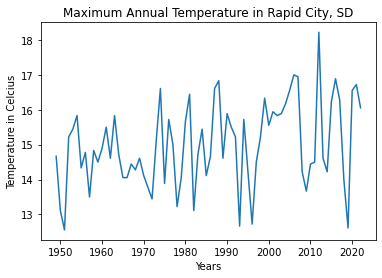 Maximum Annual Temperature in Rapid City, SD
Temperature in Celcius
18
17
16
15
14
13
1950 1960 1970 1980 1990 2000 2010 2020
Years